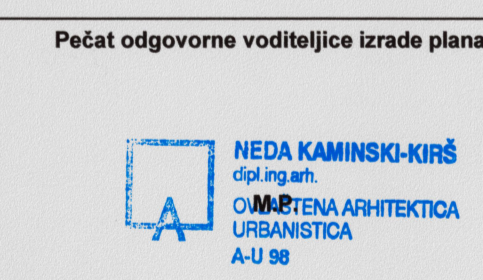 Pečat odgovorne voditeljice izrade plana
NEDA KAMINSKI-KIRŠ
dipl.ing.arh.
M.P.
OVLAŠTENA ARHITEKTICA
URBANISTICA
A-U 98